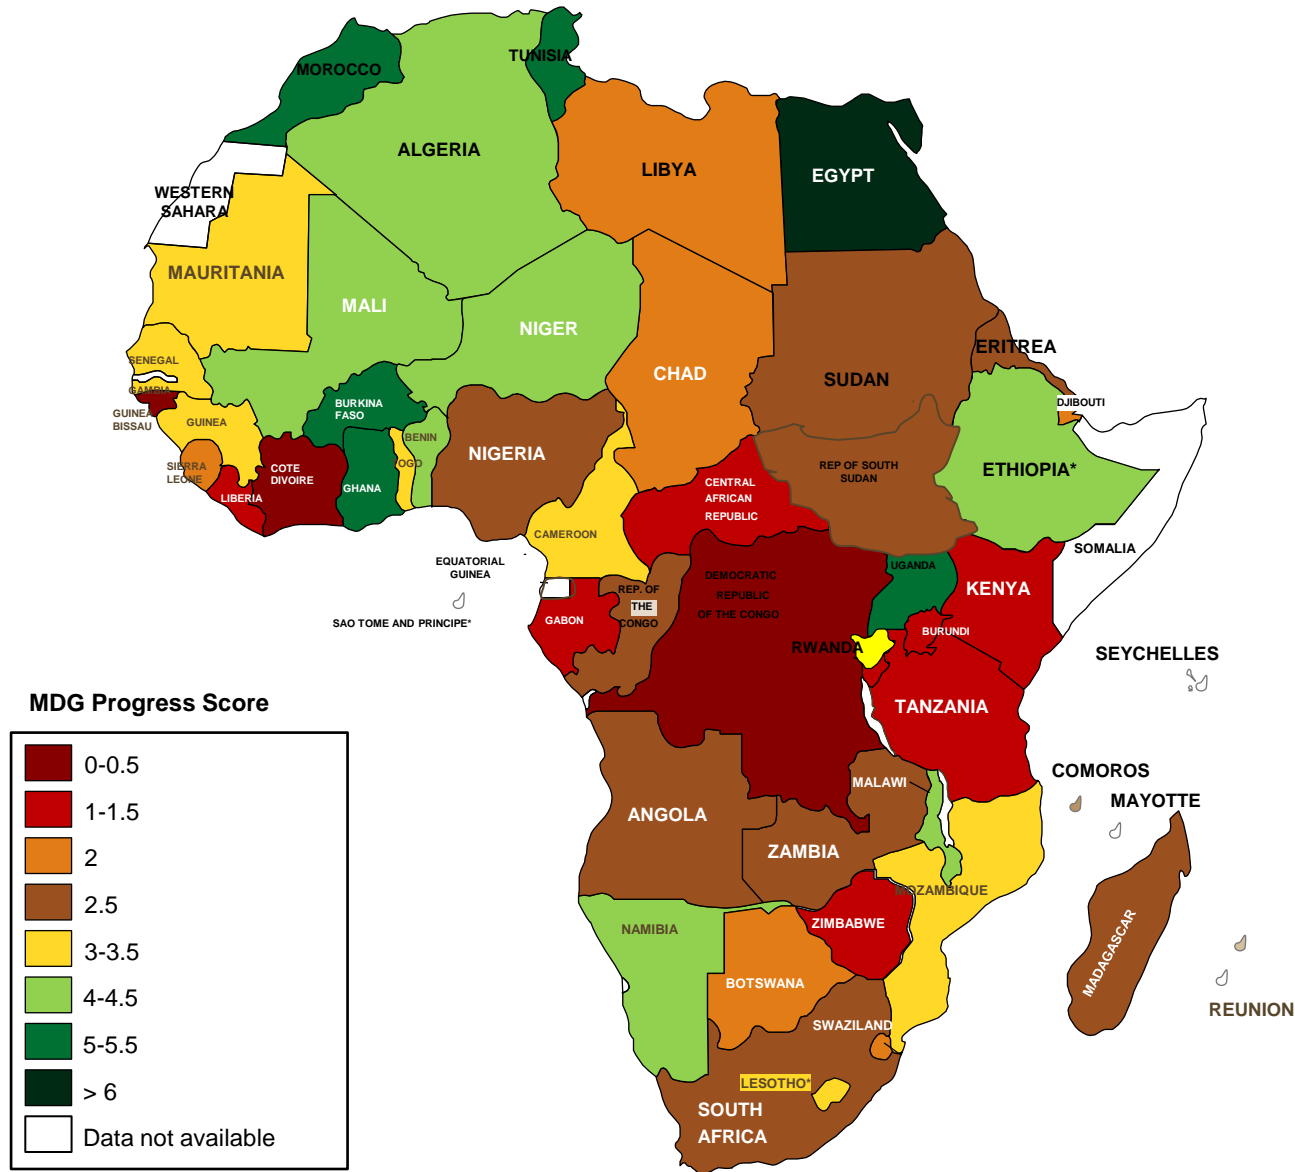 MOROCCO
TUNISIA
ALGERIA
LIBYA
EGYPT
WESTERN
SAHARA
MAURITANIA
MALI
NIGER
CHAD
SUDAN
ERITREA
DJIBOUTI
SENEGAL
GAMBIA
GUINEA
BISSAU
GUINEA
SIERRA
LEONE
LIBERIA
COTE
DIVOIRE
BURKINA
FASO
GHANA
OGO
BENIN
NIGERIA
CAMEROON
CENTRAL
AFRICAN
REPUBLIC
REP OF SOUTH
SUDAN
ETHIOPIA*
SOMALIA
EQUATORIAL
GUINEA
SAO TOME AND PRINCIPE*
GABON
REP. OF
THE
CONGO
DEMOCRATIC
REPUBLIC
OF THE CONGO
UGANDA
KENYA
RWANDA
BURUNDI
TANZANIA
SEYCHELLES
COMOROS
MAYOTTE
ANGOLA
ZAMBIA
MALAWI
MOZAMBIQUE
ZIMBABWE
NAMIBIA
BOTSWANA
SWAZILAND
LESOTHO*
SOUTH
AFRICA
MADAGASCAR
REUNION
MDG Progress Score
0-0.5
1-1.5
2
2.5
3-3.5
4-4.5
5-5.5
> 6
Data not available